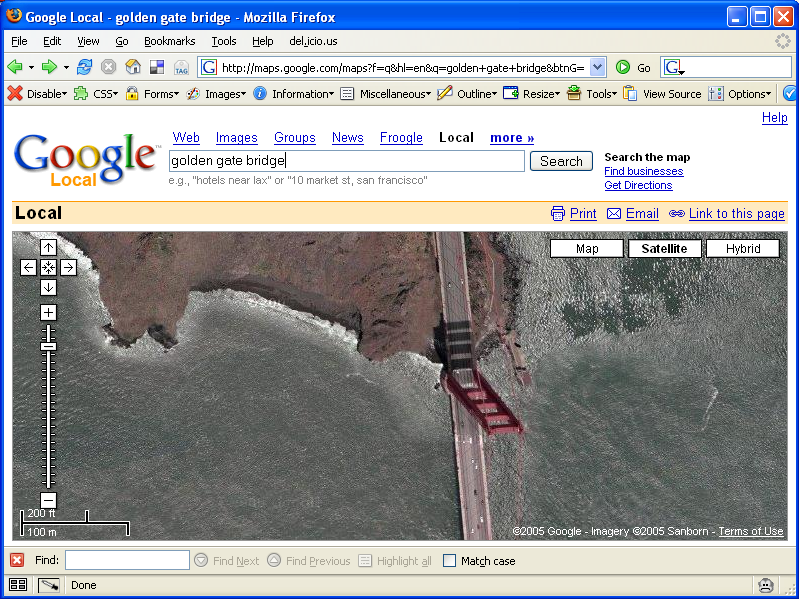 Google Local - golden gate bridge - Mozilla Firefox
File Edit View Go Bookmarks Tools Help del.icio.us
TAG G http://maps.google.com/maps?f=q&hl=en&q=golden+gate+bridge&btnG= Go G
Disable CSS Forms Images Information Miscellaneous Outline Resize Tools View Source Options
Help
Web Images Groups News Froogle Local more »
Google™ Local
golden gate bridge Search
e.g., "hotels near lax" or "10 market st, san francisco"
Search the map
Find businesses
Get Directions
Local Print Email Link to this page
Map Satellite Hybrid
200 ft
100 m
©2005 Google - Imagery ©2005 Sanborn - Terms of Use
Find: Find Next Find Previous Highlight all Match case
Done